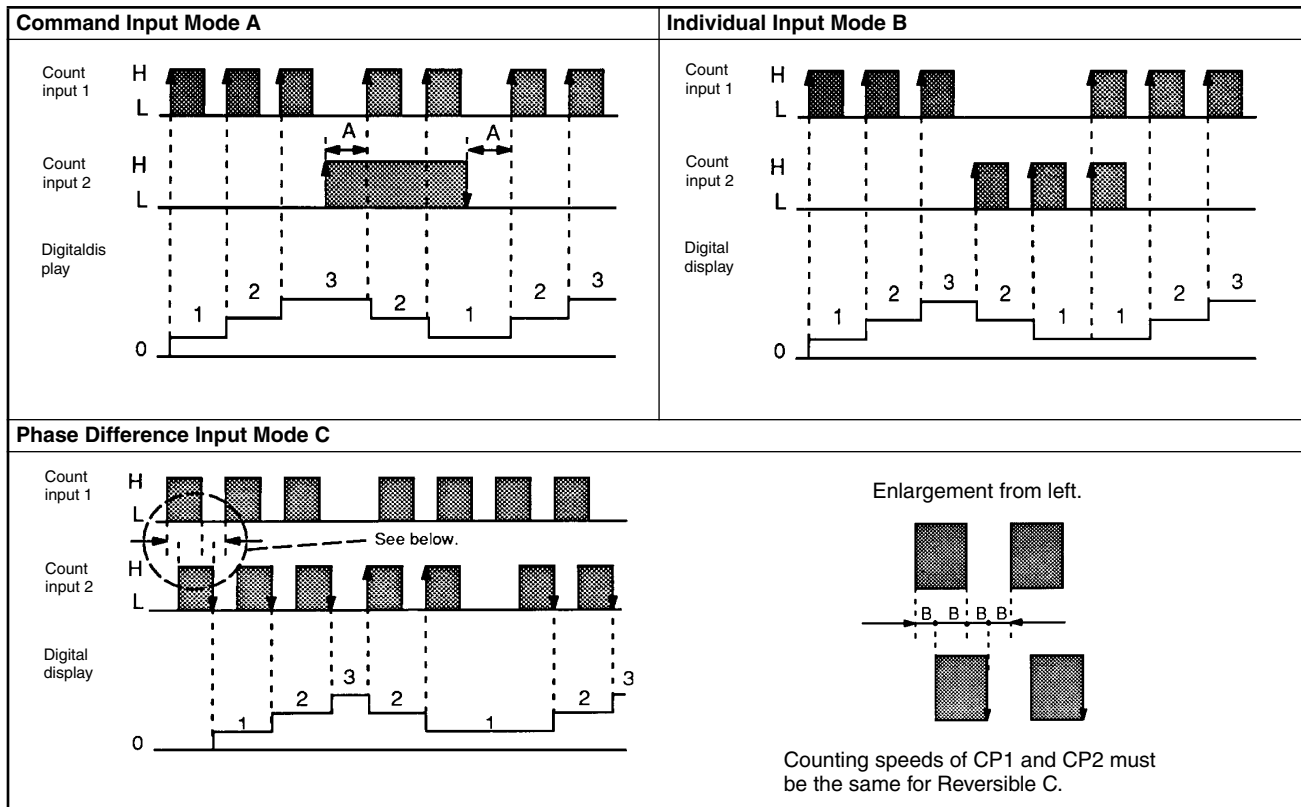 Command Input Mode A
Count
input 1
H
L
A
A
Count
input 2
H
L
Digitaldis
play
1
2
3
2
1
2
3
0
Individual Input Mode B
Count
input 1
H
L
Count
input 2
H
L
Digital
display
1
2
3
2
1
1
2
3
0
Phase Difference Input Mode C
Count
input 1
H
L
See below.
Count
input 2
H
L
Digital
display
1
2
3
2
1
2
3
0
Enlargement from left.
B B B B
Counting speeds of CP1 and CP2 must
be the same for Reversible C.